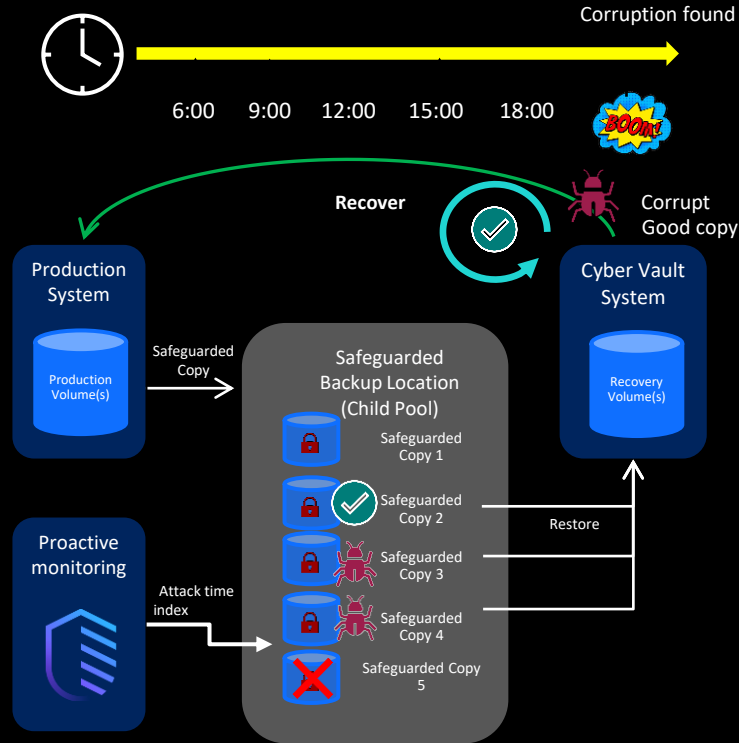 Corruption found
6:00 9:00 12:00 15:00 18:00
BOOM!
Recover
Corrupt
Good copy
Production
System
Production
Volume(s)
Safeguarded
Copy
Safeguarded
Backup Location
(Child Pool)
Cyber Vault
System
Recovery
Volume(s)
Safeguarded
Copy 1
Safeguarded
Copy 2
Safeguarded
Copy 3
Safeguarded
Copy 4
Safeguarded Copy
5
Restore
Proactive
monitoring
Attack time
index